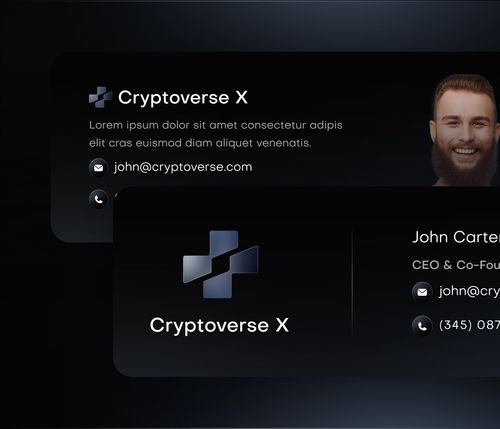 Cryptoverse X
Lorem ipsum dolor sit amet consectetur adipis
elit cras euismod diam aliquet venenatis.
john@cryptoverse.com
Cryptoverse X
John Carte
CEO & Co-Fou
john@cry
(345) 087